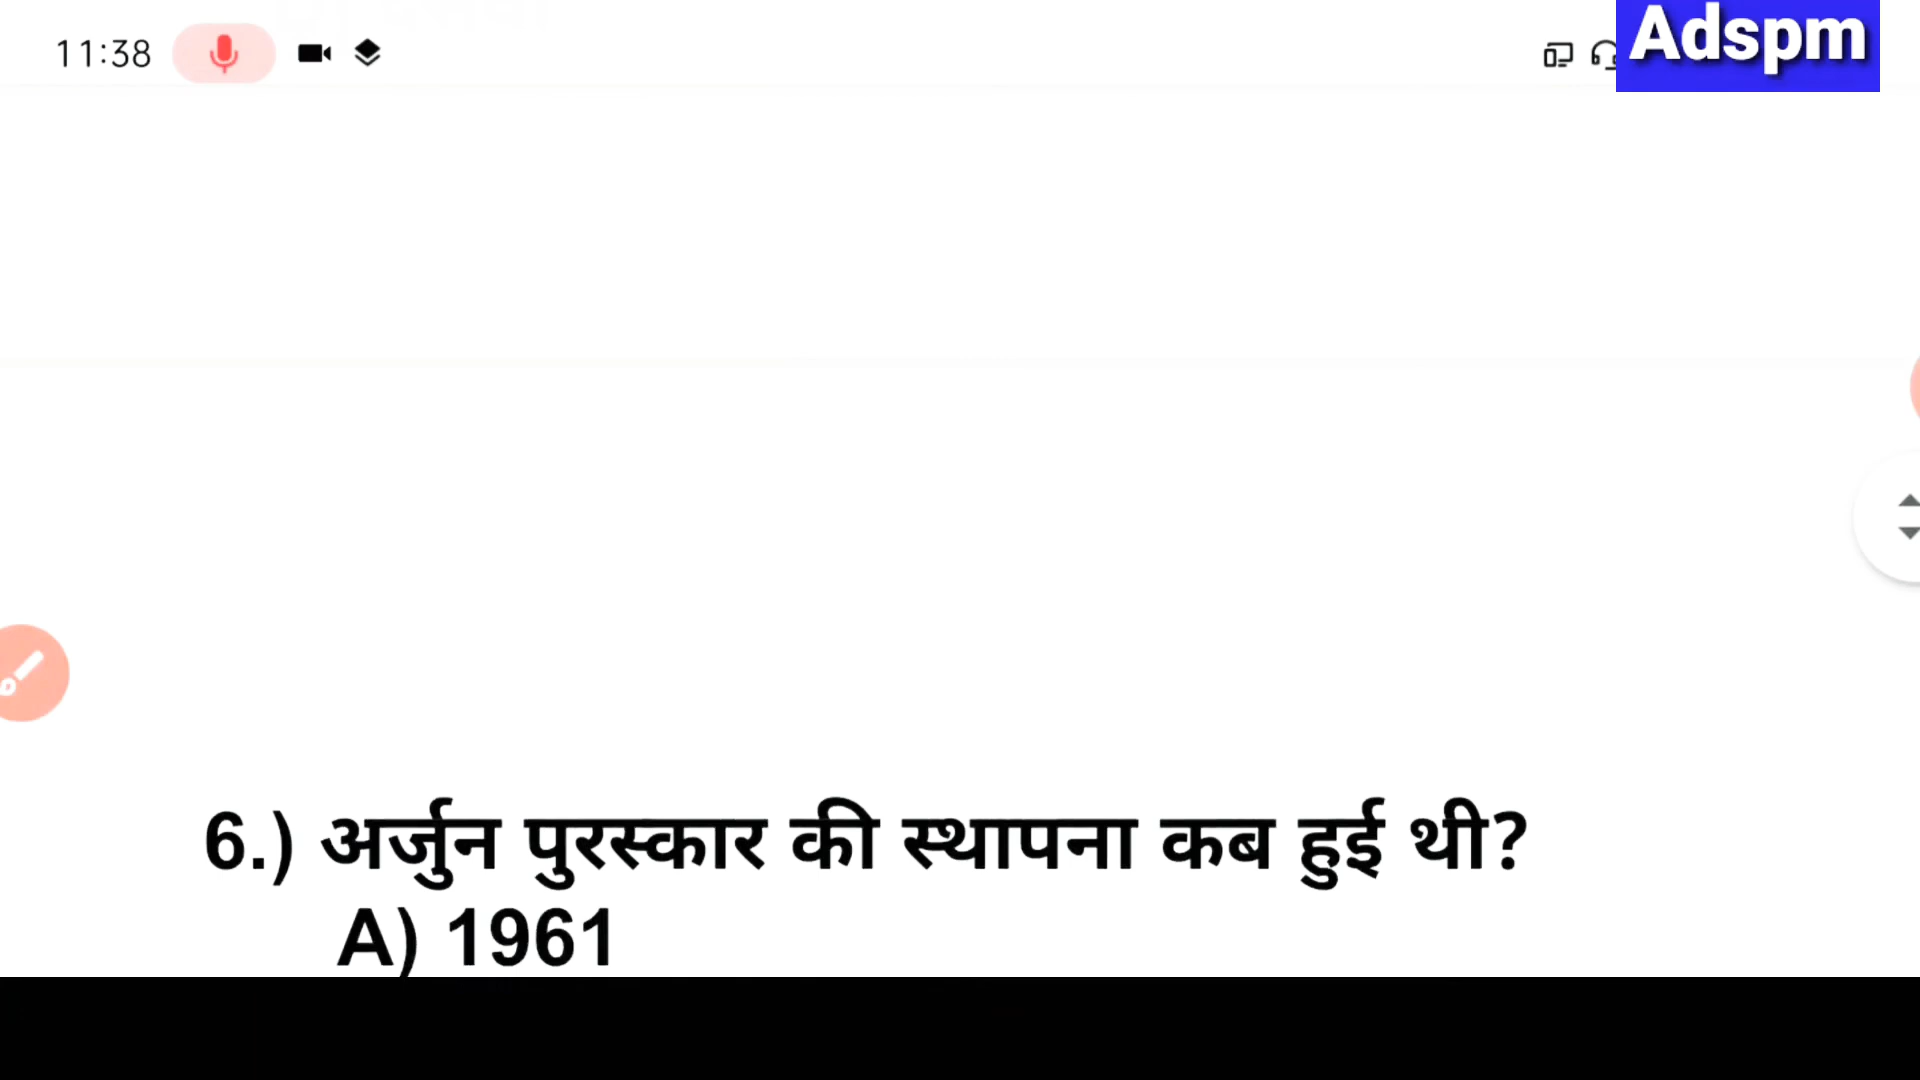 11:38
Adspm
6.) अर्जुन पुरस्कार की स्थापना कब हुई थी?
A) 1961